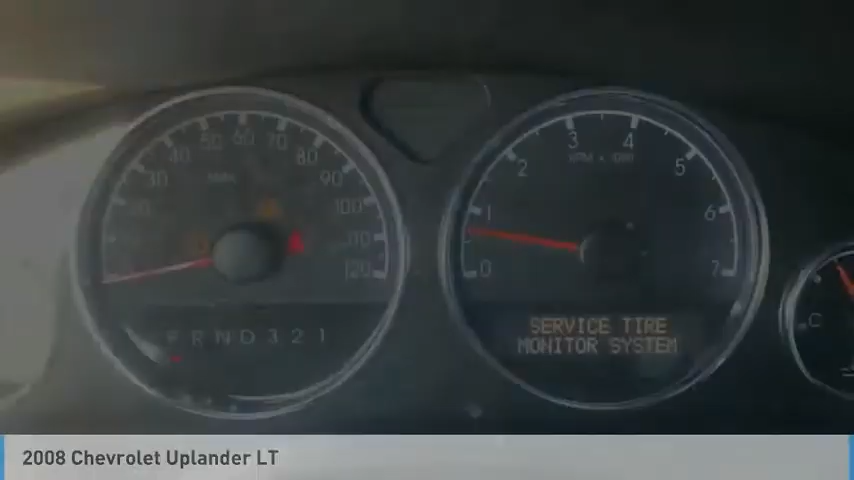 50 60 70
40 80
30 MPH 90
20 100
110
120
P R N D 3 2 1
3 4
RPM x 1000
2 5
1 6
0 7
SERVICE TIRE
MONITOR SYSTEM
C
2008 Chevrolet Uplander LT